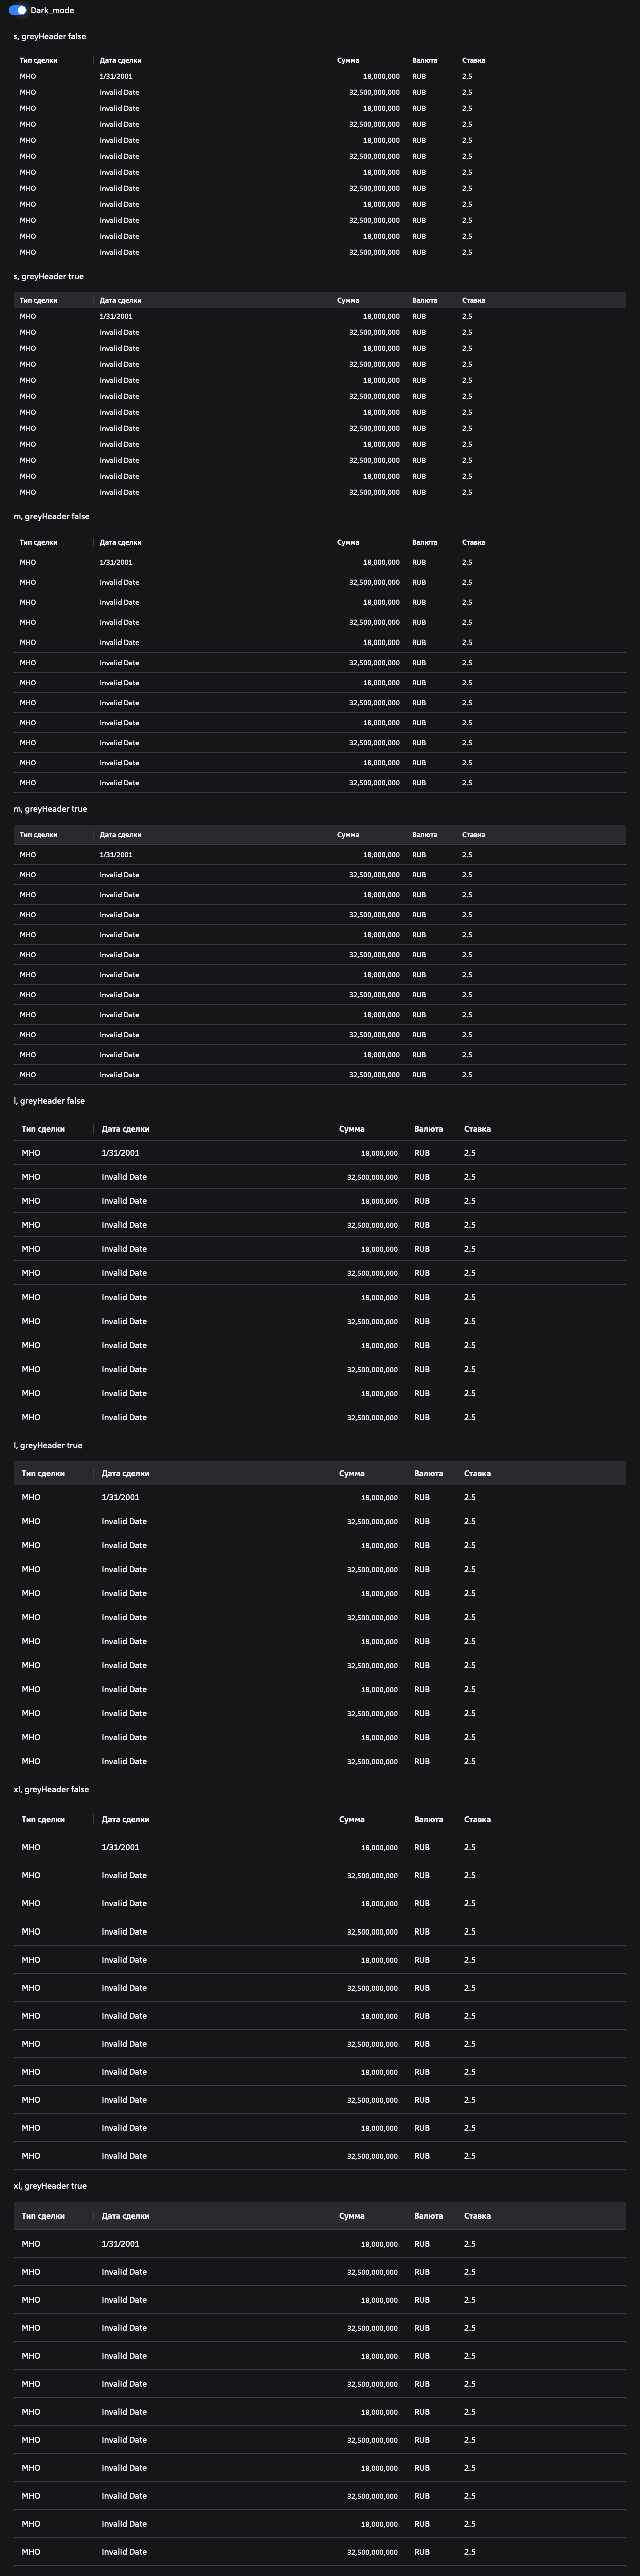 Dark_mode
s, greyHeader false
Тип сделки Дата сделки Сумма Валюта Ставка
МНО 1/31/2001 18,000,000 RUB 2.5
МНО Invalid Date 32,500,000,000 RUB 2.5
МНО Invalid Date 18,000,000 RUB 2.5
МНО Invalid Date 32,500,000,000 RUB 2.5
МНО Invalid Date 18,000,000 RUB 2.5
МНО Invalid Date 32,500,000,000 RUB 2.5
МНО Invalid Date 18,000,000 RUB 2.5
МНО Invalid Date 32,500,000,000 RUB 2.5
МНО Invalid Date 18,000,000 RUB 2.5
МНО Invalid Date 32,500,000,000 RUB 2.5
МНО Invalid Date 18,000,000 RUB 2.5
МНО Invalid Date 32,500,000,000 RUB 2.5
s, greyHeader true
Тип сделки Дата сделки Сумма Валюта Ставка
МНО 1/31/2001 18,000,000 RUB 2.5
МНО Invalid Date 32,500,000,000 RUB 2.5
МНО Invalid Date 18,000,000 RUB 2.5
МНО Invalid Date 32,500,000,000 RUB 2.5
МНО Invalid Date 18,000,000 RUB 2.5
МНО Invalid Date 32,500,000,000 RUB 2.5
МНО Invalid Date 18,000,000 RUB 2.5
МНО Invalid Date 32,500,000,000 RUB 2.5
МНО Invalid Date 18,000,000 RUB 2.5
МНО Invalid Date 32,500,000,000 RUB 2.5
МНО Invalid Date 18,000,000 RUB 2.5
МНО Invalid Date 32,500,000,000 RUB 2.5
m, greyHeader false
Тип сделки Дата сделки Сумма Валюта Ставка
МНО 1/31/2001 18,000,000 RUB 2.5
МНО Invalid Date 32,500,000,000 RUB 2.5
МНО Invalid Date 18,000,000 RUB 2.5
МНО Invalid Date 32,500,000,000 RUB 2.5
МНО Invalid Date 18,000,000 RUB 2.5
МНО Invalid Date 32,500,000,000 RUB 2.5
МНО Invalid Date 18,000,000 RUB 2.5
МНО Invalid Date 32,500,000,000 RUB 2.5
МНО Invalid Date 18,000,000 RUB 2.5
МНО Invalid Date 32,500,000,000 RUB 2.5
МНО Invalid Date 18,000,000 RUB 2.5
МНО Invalid Date 32,500,000,000 RUB 2.5
m, greyHeader true
Тип сделки Дата сделки Сумма Валюта Ставка
МНО 1/31/2001 18,000,000 RUB 2.5
МНО Invalid Date 32,500,000,000 RUB 2.5
МНО Invalid Date 18,000,000 RUB 2.5
МНО Invalid Date 32,500,000,000 RUB 2.5
МНО Invalid Date 18,000,000 RUB 2.5
МНО Invalid Date 32,500,000,000 RUB 2.5
МНО Invalid Date 18,000,000 RUB 2.5
МНО Invalid Date 32,500,000,000 RUB 2.5
МНО Invalid Date 18,000,000 RUB 2.5
МНО Invalid Date 32,500,000,000 RUB 2.5
МНО Invalid Date 18,000,000 RUB 2.5
МНО Invalid Date 32,500,000,000 RUB 2.5
l, greyHeader false
Тип сделки Дата сделки Сумма Валюта Ставка
МНО 1/31/2001 18,000,000 RUB 2.5
МНО Invalid Date 32,500,000,000 RUB 2.5
МНО Invalid Date 18,000,000 RUB 2.5
МНО Invalid Date 32,500,000,000 RUB 2.5
МНО Invalid Date 18,000,000 RUB 2.5
МНО Invalid Date 32,500,000,000 RUB 2.5
МНО Invalid Date 18,000,000 RUB 2.5
МНО Invalid Date 32,500,000,000 RUB 2.5
МНО Invalid Date 18,000,000 RUB 2.5
МНО Invalid Date 32,500,000,000 RUB 2.5
МНО Invalid Date 18,000,000 RUB 2.5
МНО Invalid Date 32,500,000,000 RUB 2.5
l, greyHeader true
Тип сделки Дата сделки Сумма Валюта Ставка
МНО 1/31/2001 18,000,000 RUB 2.5
МНО Invalid Date 32,500,000,000 RUB 2.5
МНО Invalid Date 18,000,000 RUB 2.5
МНО Invalid Date 32,500,000,000 RUB 2.5
МНО Invalid Date 18,000,000 RUB 2.5
МНО Invalid Date 32,500,000,000 RUB 2.5
МНО Invalid Date 18,000,000 RUB 2.5
МНО Invalid Date 32,500,000,000 RUB 2.5
МНО Invalid Date 18,000,000 RUB 2.5
МНО Invalid Date 32,500,000,000 RUB 2.5
МНО Invalid Date 18,000,000 RUB 2.5
МНО Invalid Date 32,500,000,000 RUB 2.5
xl, greyHeader false
Тип сделки Дата сделки Сумма Валюта Ставка
МНО 1/31/2001 18,000,000 RUB 2.5
МНО Invalid Date 32,500,000,000 RUB 2.5
МНО Invalid Date 18,000,000 RUB 2.5
МНО Invalid Date 32,500,000,000 RUB 2.5
МНО Invalid Date 18,000,000 RUB 2.5
МНО Invalid Date 32,500,000,000 RUB 2.5
МНО Invalid Date 18,000,000 RUB 2.5
МНО Invalid Date 32,500,000,000 RUB 2.5
МНО Invalid Date 18,000,000 RUB 2.5
МНО Invalid Date 32,500,000,000 RUB 2.5
МНО Invalid Date 18,000,000 RUB 2.5
МНО Invalid Date 32,500,000,000 RUB 2.5
xl, greyHeader true
Тип сделки Дата сделки Сумма Валюта Ставка
МНО 1/31/2001 18,000,000 RUB 2.5
МНО Invalid Date 32,500,000,000 RUB 2.5
МНО Invalid Date 18,000,000 RUB 2.5
МНО Invalid Date 32,500,000,000 RUB 2.5
МНО Invalid Date 18,000,000 RUB 2.5
МНО Invalid Date 32,500,000,000 RUB 2.5
МНО Invalid Date 18,000,000 RUB 2.5
МНО Invalid Date 32,500,000,000 RUB 2.5
МНО Invalid Date 18,000,000 RUB 2.5
МНО Invalid Date 32,500,000,000 RUB 2.5
МНО Invalid Date 18,000,000 RUB 2.5
МНО Invalid Date 32,500,000,000 RUB 2.5